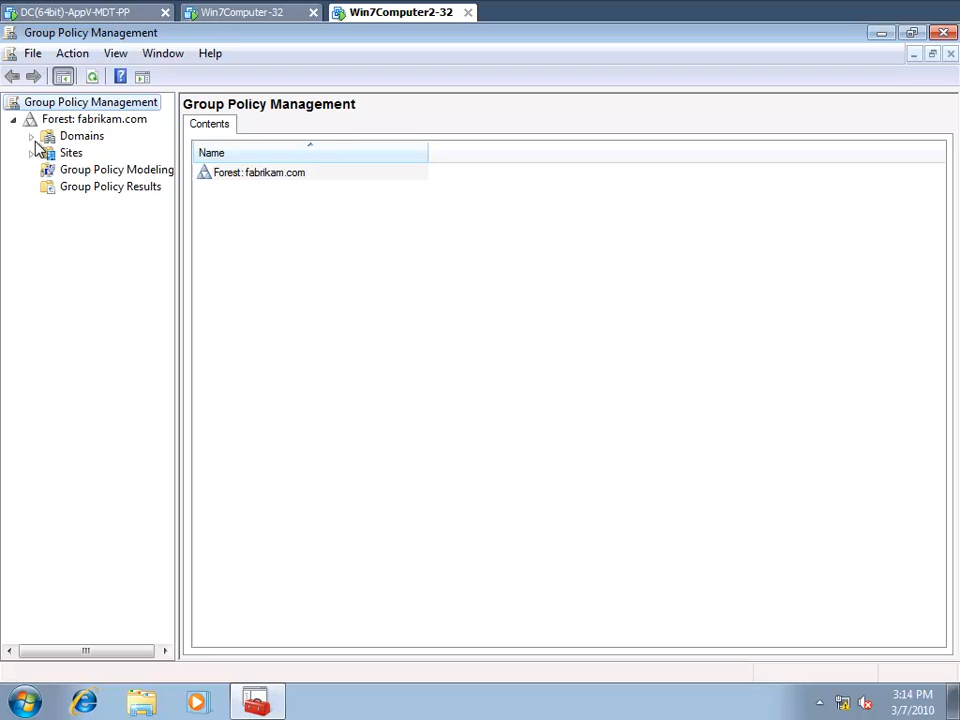 DC(64bit)-AppV-MDT-PP
Win7Computer-32
Win7Computer2-32
Group Policy Management
File Action View Window Help
Group Policy Management
Forest: fabrikam.com
Domains
Sites
Group Policy Modeling
Group Policy Results
Group Policy Management
Contents
Name
Forest: fabrikam.com
3:14 PM
3/7/2010